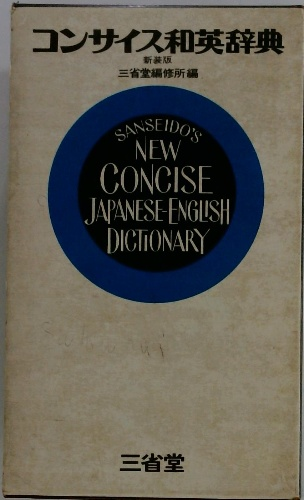 コンサイス和英辞典
新装版
三省堂編修所編
SANSEIDO'S
NEW
CONCISE
JAPANESE-ENGLISH
DICTIONARY
三省堂